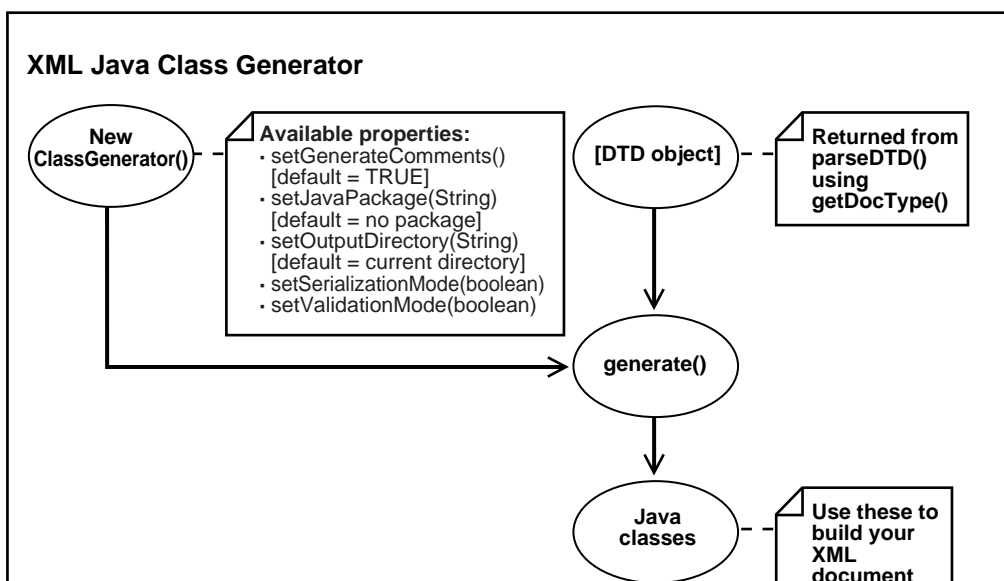 XML Java Class Generator
New
ClassGenerator()
Available properties:
· setGenerateComments()
[default = TRUE]
· setJavaPackage(String)
[default = no package]
· setOutputDirectory(String)
[default = current directory]
· setSerializationMode(boolean)
· setValidationMode(boolean)
[DTD object]
Returned from
parseDTD()
using
getDocType()
generate()
Java
classes
Use these to
build your
XML
document